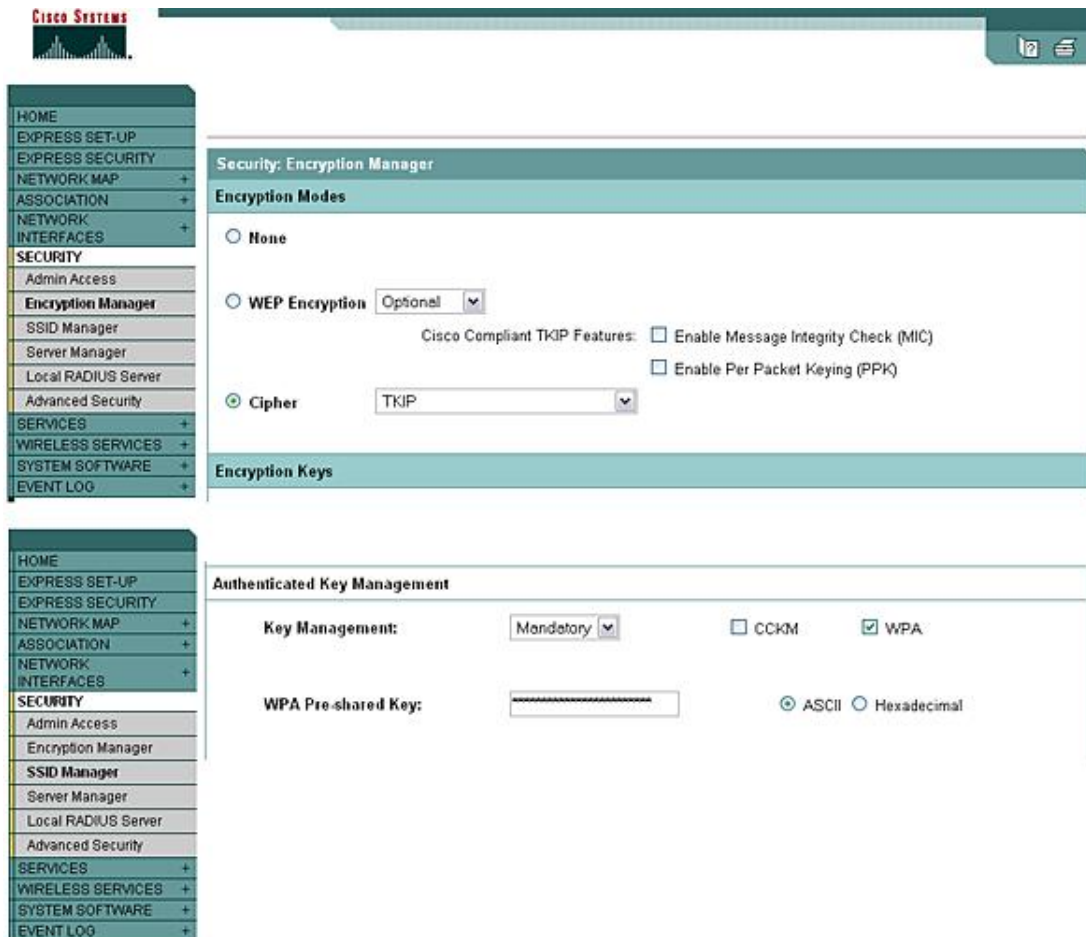 CISCO SYSTEMS
HOME
EXPRESS SET-UP
EXPRESS SECURITY
NETWORK MAP +
ASSOCIATION +
NETWORK INTERFACES +
SECURITY
Admin Access
Encryption Manager
SSID Manager
Server Manager
Local RADIUS Server
Advanced Security
SERVICES +
WIRELESS SERVICES +
SYSTEM SOFTWARE +
EVENT LOG +
Security: Encryption Manager
Encryption Modes
None
WEP Encryption Optional
Cisco Compliant TKIP Features: Enable Message Integrity Check (MIC)
Enable Per Packet Keying (PPK)
Cipher TKIP
Encryption Keys
HOME
EXPRESS SET-UP
EXPRESS SECURITY
NETWORK MAP +
ASSOCIATION +
NETWORK INTERFACES +
SECURITY
Admin Access
Encryption Manager
SSID Manager
Server Manager
Local RADIUS Server
Advanced Security
SERVICES +
WIRELESS SERVICES +
SYSTEM SOFTWARE +
EVENT LOG +
Authenticated Key Management
Key Management: Mandatory CCKM WPA
WPA Pre-shared Key: ASCII Hexadecimal